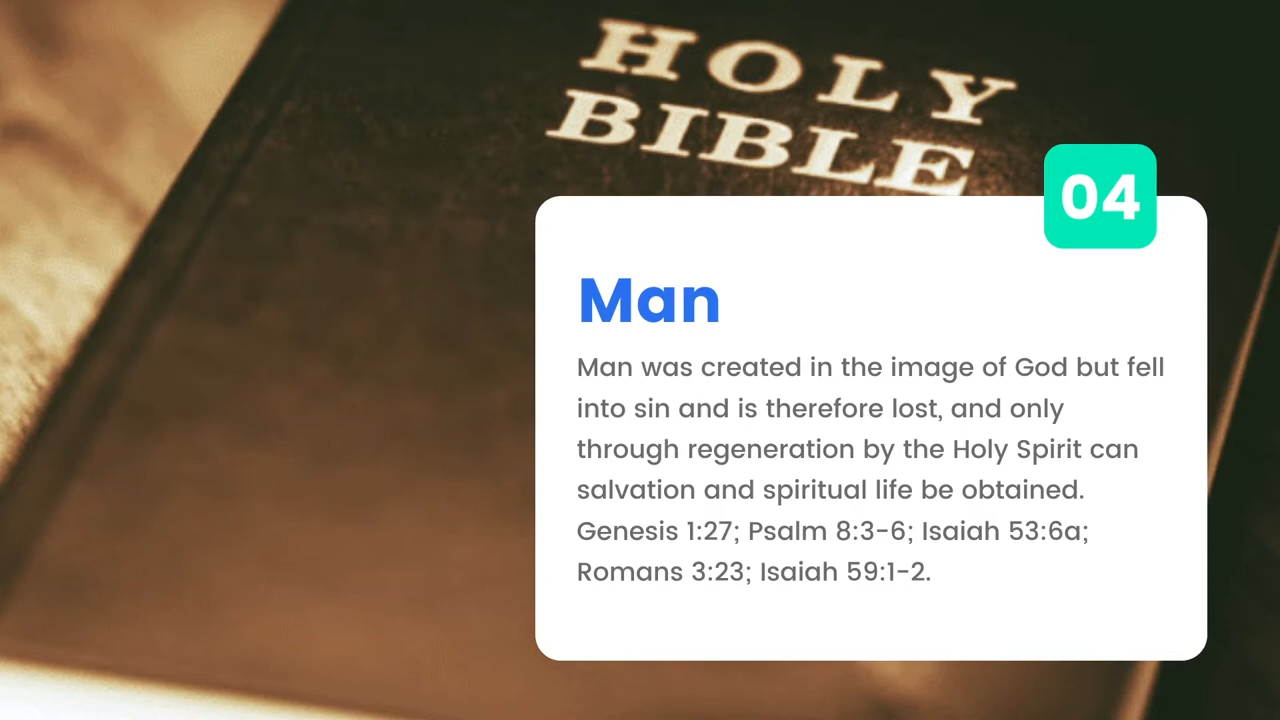 HOLY
BIBLE
04
Man
Man was created in the image of God but fell
into sin and is therefore lost, and only
through regeneration by the Holy Spirit can
salvation and spiritual life be obtained.
Genesis 1:27; Psalm 8:3-6; Isaiah 53:6a;
Romans 3:23; Isaiah 59:1-2.